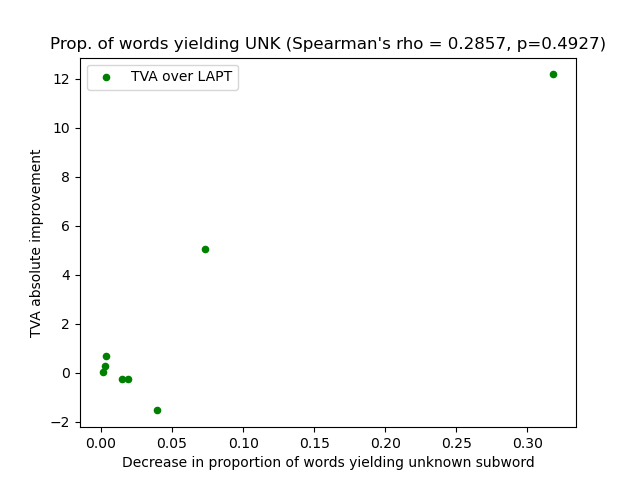 Prop. of words yielding UNK (Spearman's rho = 0.2857, p=0.4927)
TVA over LAPT
12
10
8
6
4
2
0
−2
TVA absolute improvement
0.00 0.05 0.10 0.15 0.20 0.25 0.30
Decrease in proportion of words yielding unknown subword